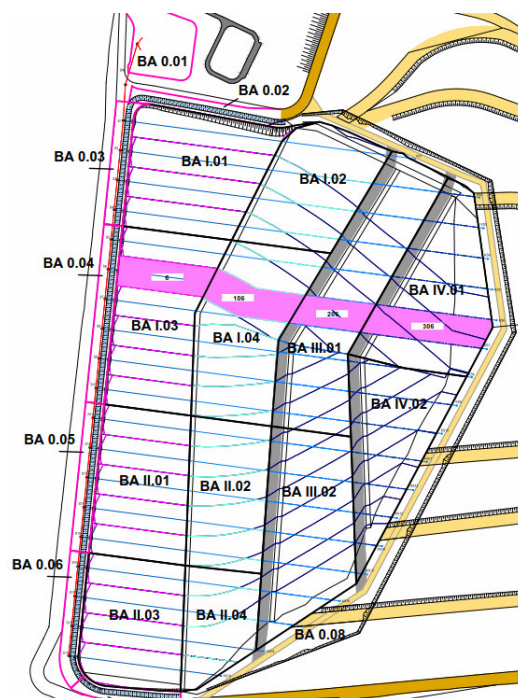 BA 0.01
BA 0.02
BA 0.03
BA I.01
BA I.02
BA 0.04
6
106
206
306
BA IV.01
BA I.03
BA I.04
BA III.01
BA IV.02
BA 0.05
BA II.01
BA II.02
BA III.02
BA 0.06
BA II.03
BA II.04
BA 0.08